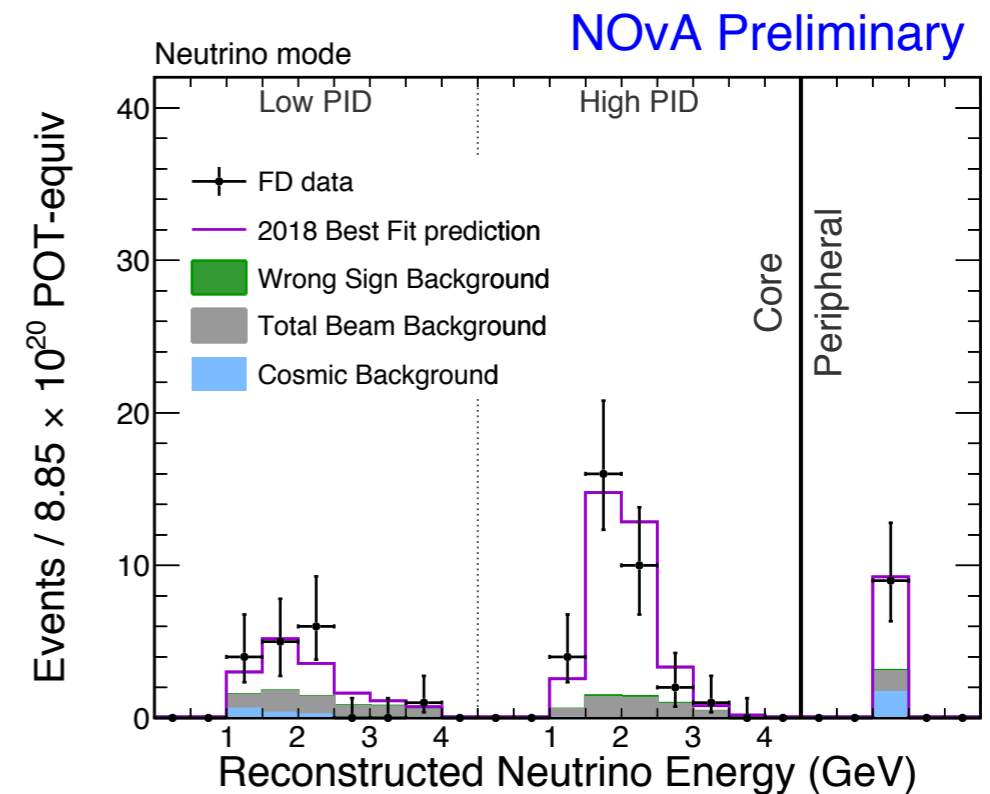 NOvA Preliminary
Neutrino mode
Low PID
High PID
FD data
2018 Best Fit prediction
Wrong Sign Background
Total Beam Background
Cosmic Background
Core
Peripheral
Events / 8.85 × 10²⁰ POT-equiv
40
30
20
10
0
1 2 3 4 1 2 3 4
Reconstructed Neutrino Energy (GeV)